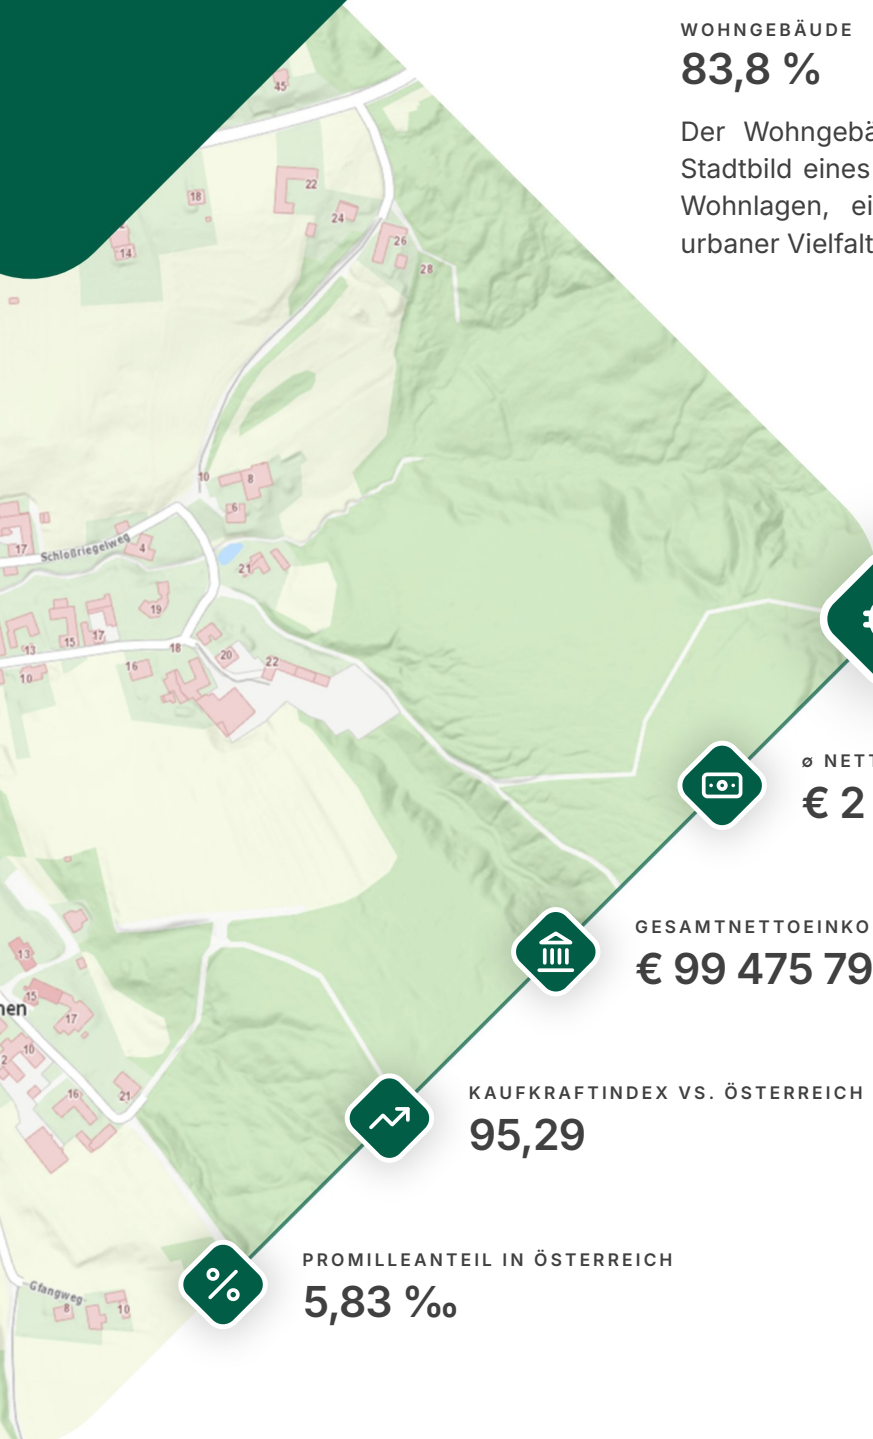 WOHNGEBÄUDE
83,8 %
Der Wohngebä
Stadtbild eines
Wohnlagen, ei
urbaner Vielfalt
45
22
18
24
14
26
28
10
8
6
17
Schloßriegelweg
4
21
19
13
15
17
18
20
22
16
10
ø NETT
€ 2
GESAMTNETTOEINKO
€ 99 475 79
13
15
nen
17
2
10
16
21
KAUFKRAFTINDEX VS. ÖSTERREICH
95,29
PROMILLEANTEIL IN ÖSTERREICH
5,83 ‰
Gfangweg
8
10